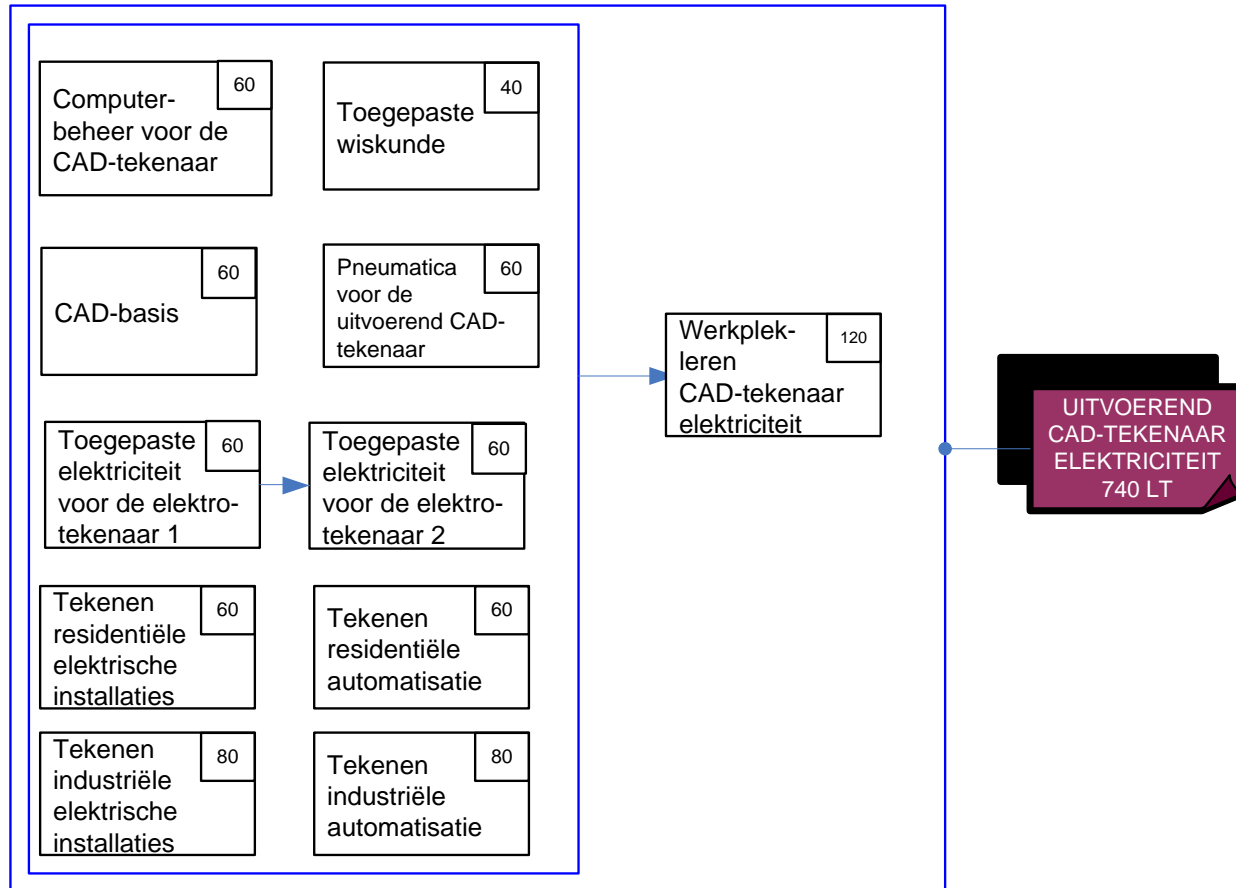 60
Computer-
beheer voor de
CAD-tekenaar
40
Toegepaste
wiskunde
60
CAD-basis
60
Pneumatica
voor de
uitvoerend CAD-
tekenaar
60
Toegepaste
elektriciteit
voor de elektro-
tekenaar 1
60
Toegepaste
elektriciteit
voor de elektro-
tekenaar 2
60
Tekenen
residentiële
elektrische
installaties
60
Tekenen
residentiële
automatisatie
80
Tekenen
industriële
elektrische
installaties
80
Tekenen
industriële
automatisatie
120
Werkplek-
leren
CAD-tekenaar
elektriciteit
UITVOEREND
CAD-TEKENAAR
ELEKTRICITEIT
740 LT